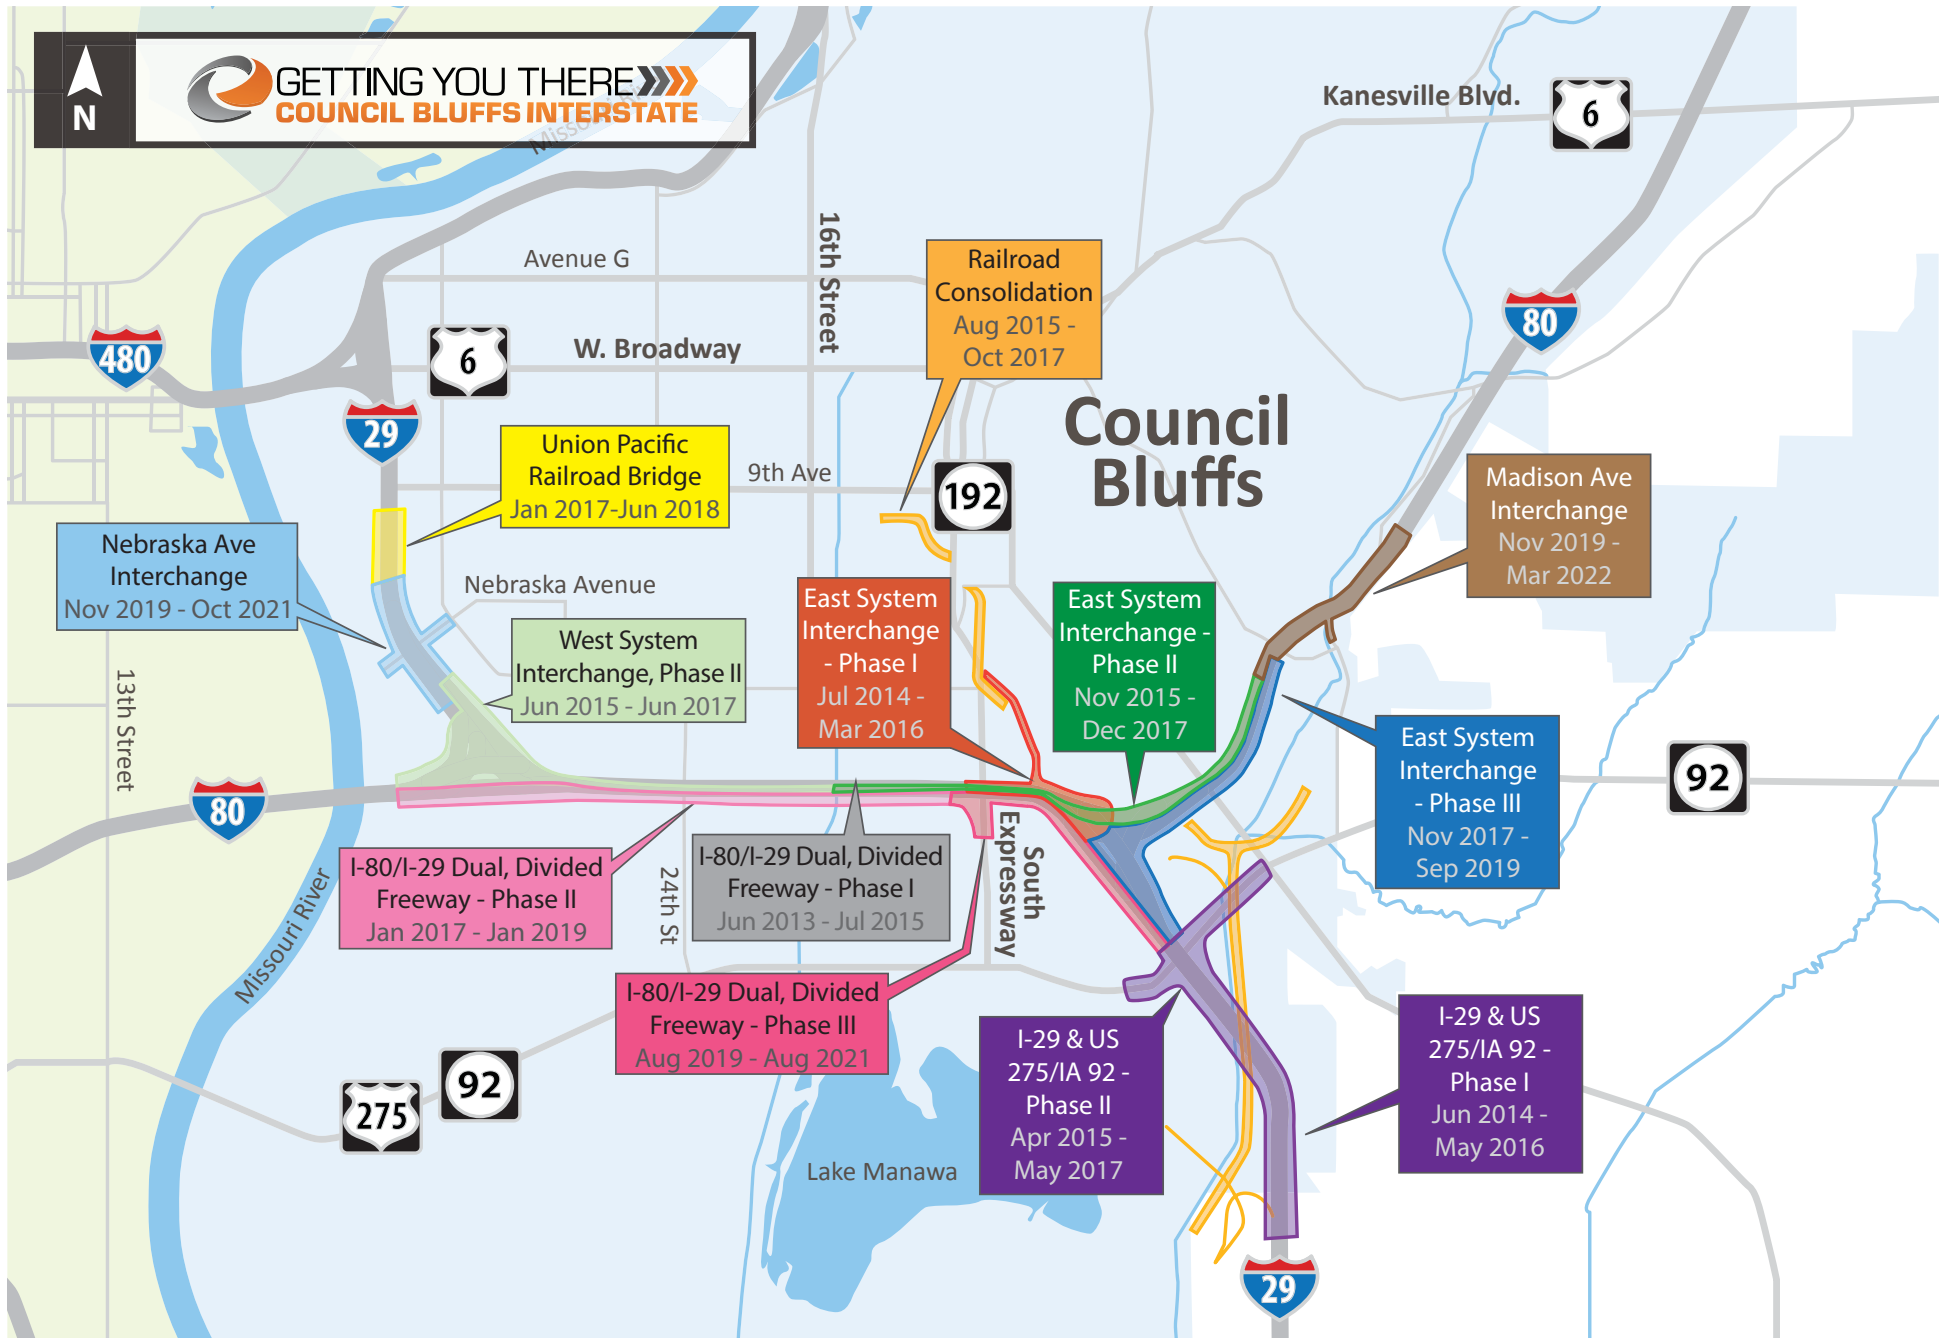 N
GETTING YOU THERE
COUNCIL BLUFFS INTERSTATE
Missouri River
Kanesville Blvd.
6
16th Street
Avenue G
Railroad
Consolidation
Aug 2015 -
Oct 2017
80
480
6
W. Broadway
29
Council
Bluffs
Union Pacific
Railroad Bridge
Jan 2017-Jun 2018
9th Ave
192
Madison Ave
Interchange
Nov 2019 -
Mar 2022
Nebraska Ave
Interchange
Nov 2019 - Oct 2021
Nebraska Avenue
East System
Interchange
- Phase I
Jul 2014 -
Mar 2016
East System
Interchange -
Phase II
Nov 2015 -
Dec 2017
West System
Interchange, Phase II
Jun 2015 - Jun 2017
13th Street
East System
Interchange
- Phase III
Nov 2017 -
Sep 2019
92
80
I-80/I-29 Dual, Divided
Freeway - Phase II
Jan 2017 - Jan 2019
24th St
I-80/I-29 Dual, Divided
Freeway - Phase I
Jun 2013 - Jul 2015
South
Expressway
Missouri River
I-80/I-29 Dual, Divided
Freeway - Phase III
Aug 2019 - Aug 2021
I-29 & US
275/IA 92 -
Phase II
Apr 2015 -
May 2017
I-29 & US
275/IA 92 -
Phase I
Jun 2014 -
May 2016
92
275
Lake Manawa
29